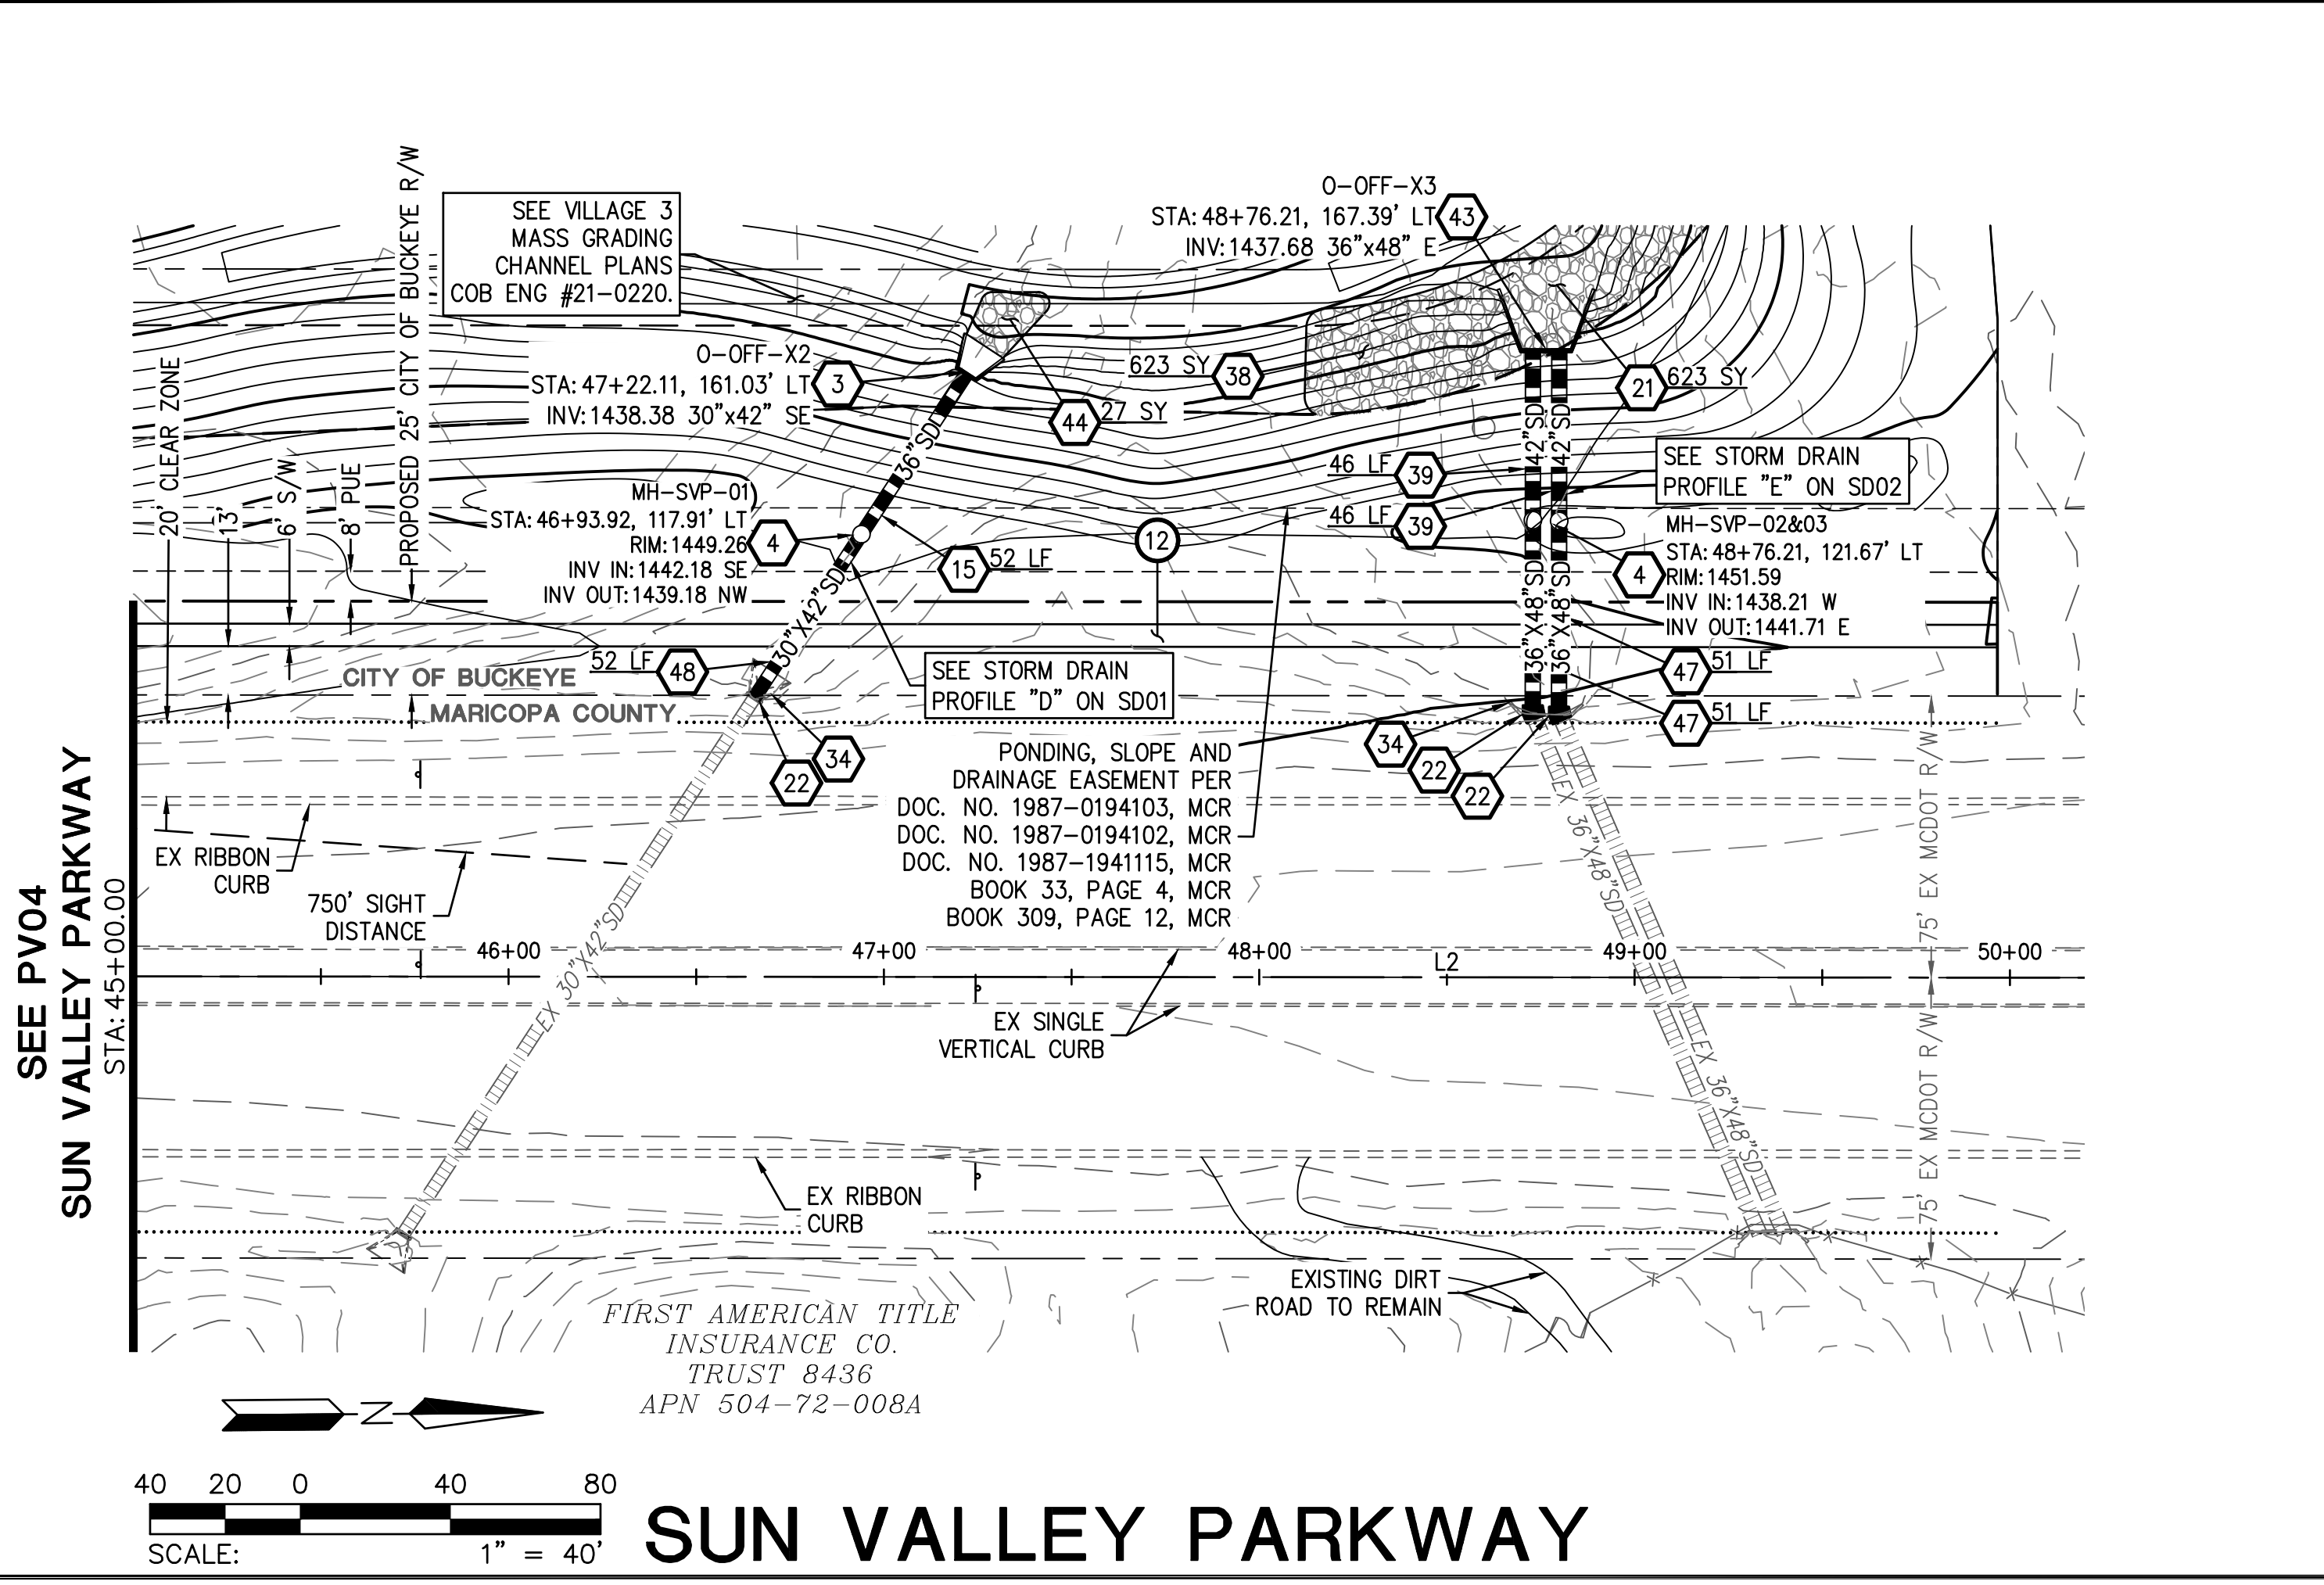 SEE VILLAGE 3
MASS GRADING
CHANNEL PLANS
COB ENG #21-0220.
20' CLEAR ZONE
13'
6' S/W
8' PUE
PROPOSED 25' CITY OF BUCKEYE R/W
O-OFF-X2
STA: 47+22.11, 161.03' LT
INV: 1438.38 30"x42" SE
3
MH-SVP-01
STA: 46+93.92, 117.91' LT
RIM: 1449.26
INV IN: 1442.18 SE
INV OUT: 1439.18 NW
4
O-OFF-X3
STA: 48+76.21, 167.39' LT
INV: 1437.68 36"x48" E
43
623 SY
38
44
27 SY
21
623 SY
36"SD
30"X42"SD
15
52 LF
12
46 LF
39
46 LF
39
42"SD
42"SD
36"X48"SD
36"X48"SD
SEE STORM DRAIN
PROFILE "E" ON SD02
MH-SVP-02&03
STA: 48+76.21, 121.67' LT
RIM: 1451.59
INV IN: 1438.21 W
INV OUT: 1441.71 E
4
47
51 LF
47
51 LF
52 LF
48
CITY OF BUCKEYE
MARICOPA COUNTY
SEE STORM DRAIN
PROFILE "D" ON SD01
22
34
34
22
22
PONDING, SLOPE AND
DRAINAGE EASEMENT PER
DOC. NO. 1987-0194103, MCR
DOC. NO. 1987-0194102, MCR
DOC. NO. 1987-1941115, MCR
BOOK 33, PAGE 4, MCR
BOOK 309, PAGE 12, MCR
EX RIBBON
CURB
750' SIGHT
DISTANCE
EX 30"X42"SD
EX 36"X48"SD
EX 36"X48"SD
75' EX MCDOT R/W
75' EX MCDOT R/W
SEE PV04
SUN VALLEY PARKWAY
STA: 45+00.00
46+00
47+00
48+00
L2
49+00
50+00
EX SINGLE
VERTICAL CURB
EX RIBBON
CURB
EXISTING DIRT
ROAD TO REMAIN
FIRST AMERICAN TITLE
INSURANCE CO.
TRUST 8436
APN 504-72-008A
N
40 20 0 40 80
SCALE: 1" = 40'
SUN VALLEY PARKWAY